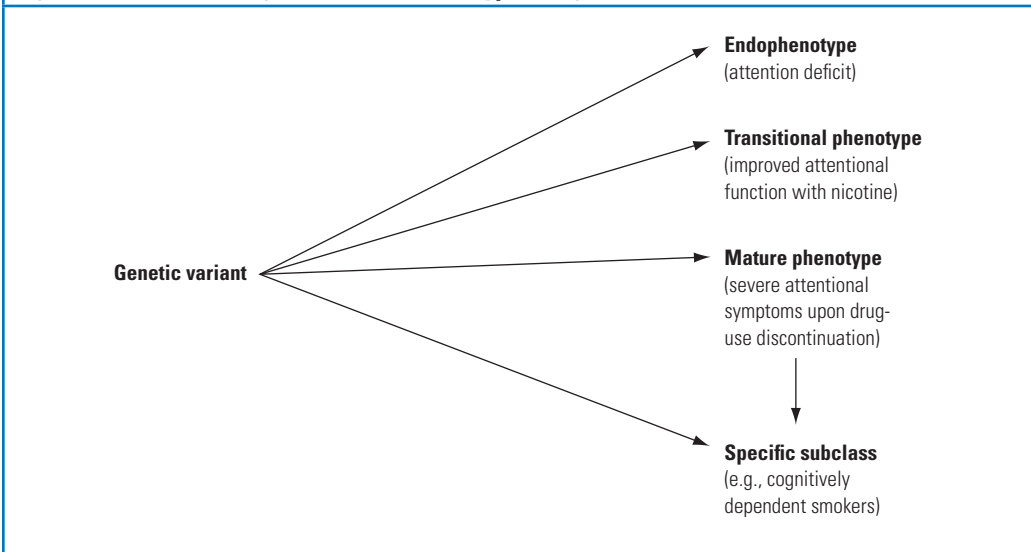 Endophenotype
(attention deficit)
Transitional phenotype
(improved attentional
function with nicotine)
Genetic variant
Mature phenotype
(severe attentional
symptoms upon drug-
use discontinuation)
Specific subclass
(e.g., cognitively
dependent smokers)